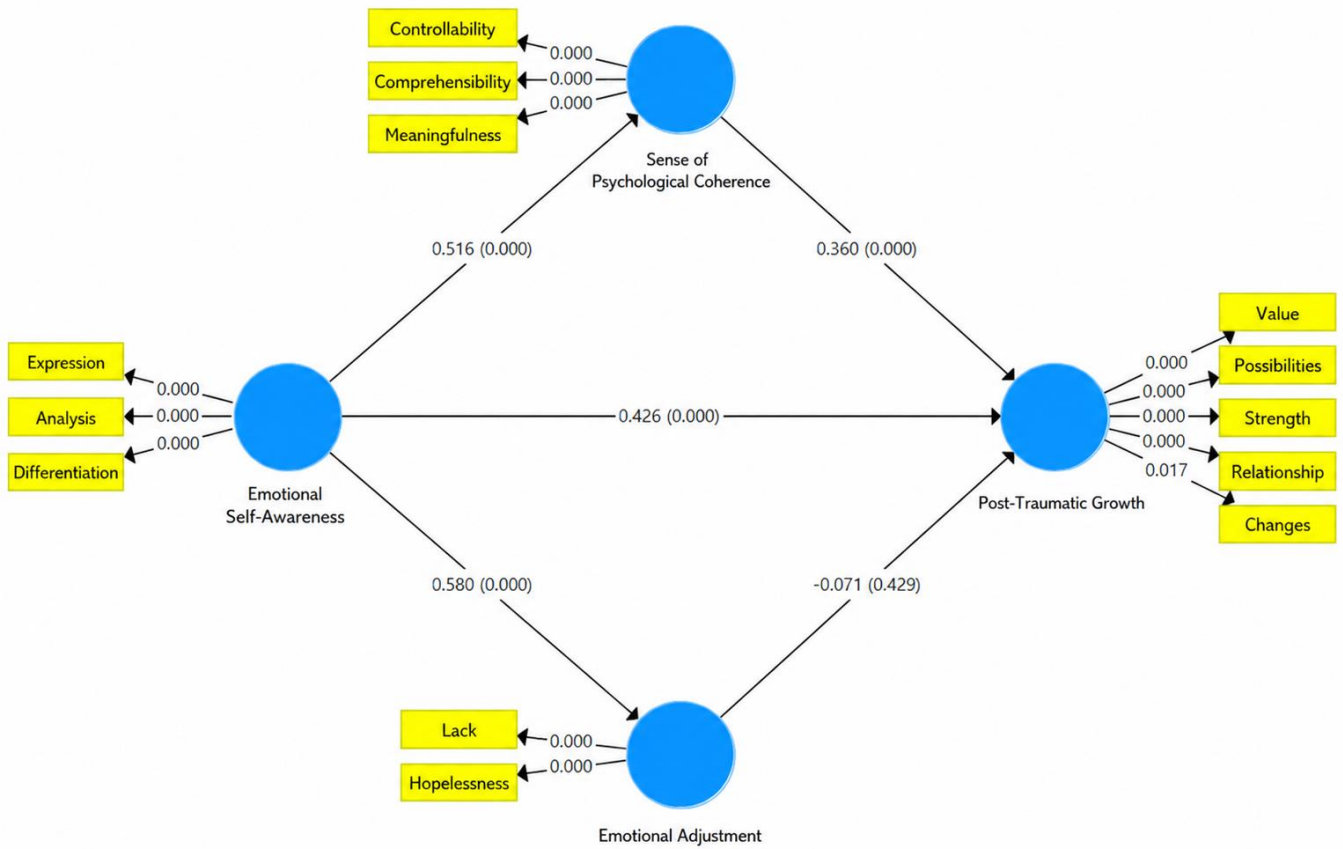 Controllability
0.000
Comprehensibility
0.000
0.000
Meaningfulness
Sense of
Psychological Coherence
0.516 (0.000)
0.360 (0.000)
Value
Expression
0.000
Possibilities
0.000
0.000
Analysis
0.000
0.426 (0.000)
0.000
Strength
0.000
0.000
Differentiation
0.017
Relationship
Emotional
Self-Awareness
Post-Traumatic Growth
Changes
0.580 (0.000)
-0.071 (0.429)
Lack
0.000
0.000
Hopelessness
Emotional Adjustment